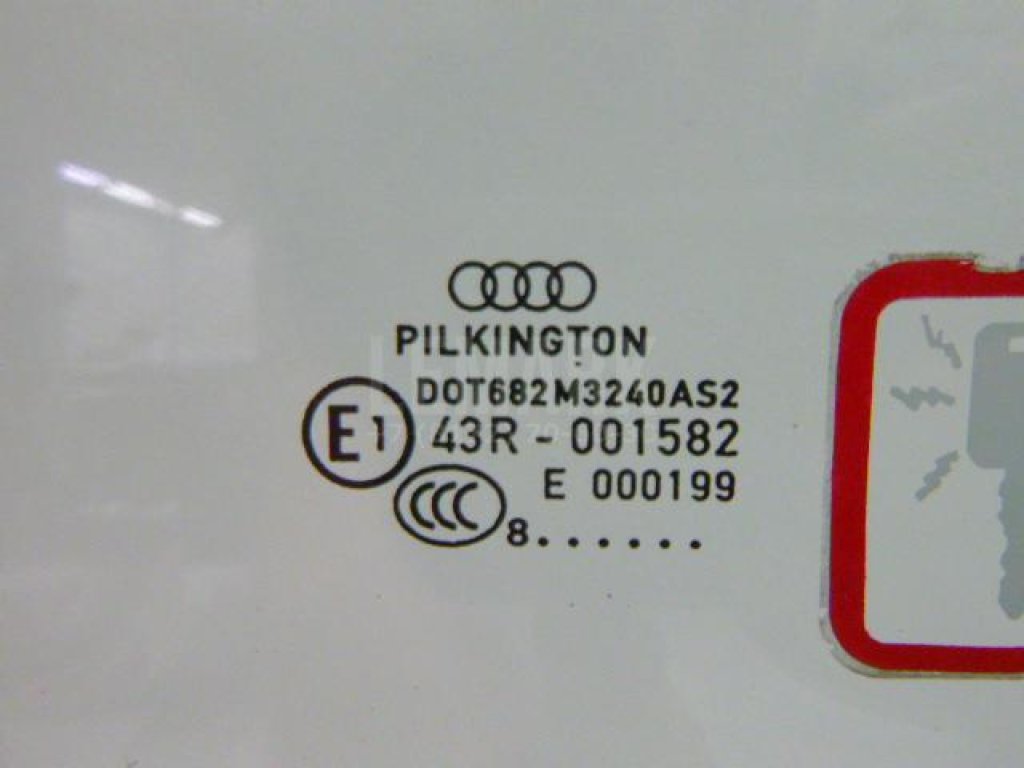 PILKINGTON
DOT682M3240AS2
E1 43R - 001582
E 000199
CCC
8.......